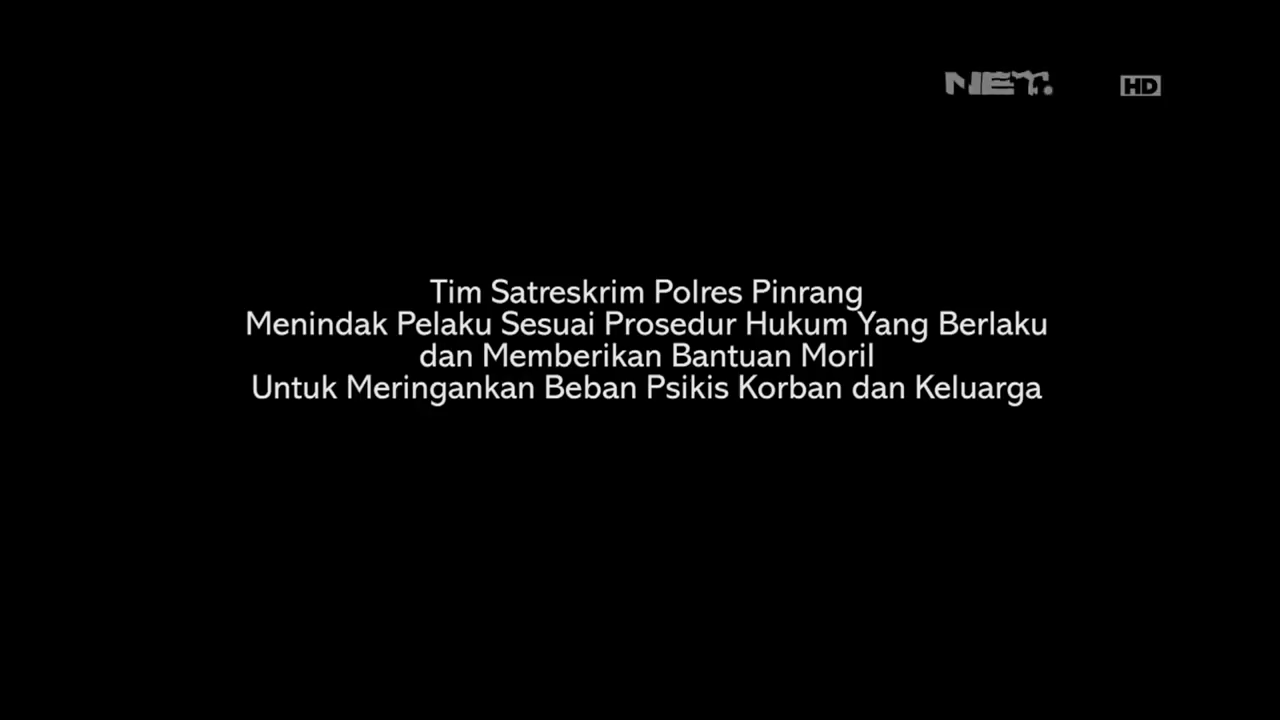 NET.
HD
Tim Satreskrim Polres Pinrang
Menindak Pelaku Sesuai Prosedur Hukum Yang Berlaku
dan Memberikan Bantuan Moril
Untuk Meringankan Beban Psikis Korban dan Keluarga